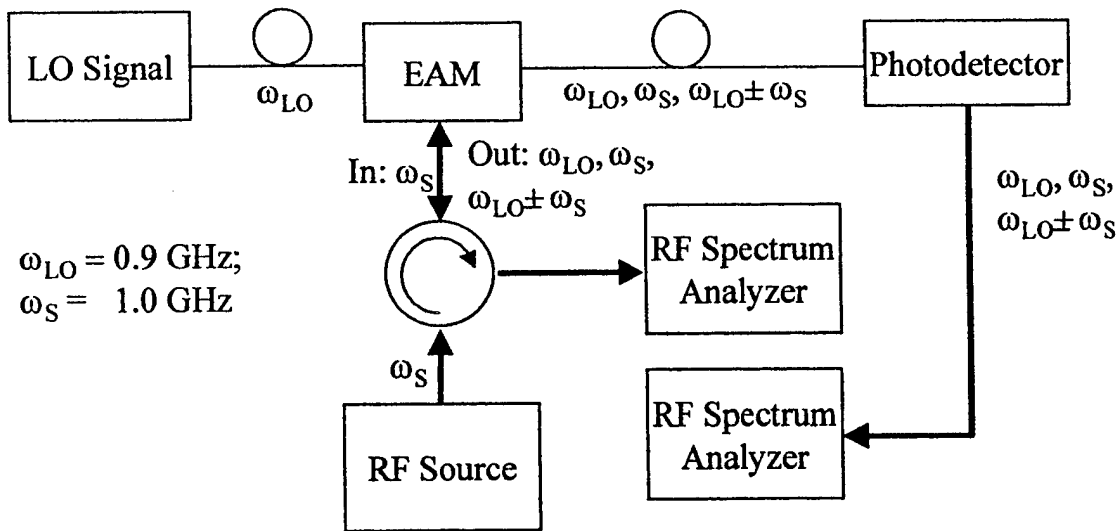 LO Signal
ω_LO
EAM
ω_LO, ω_S, ω_LO± ω_S
Photodetector
In: ω_S
Out: ω_LO, ω_S,
ω_LO± ω_S
ω_LO, ω_S,
ω_LO± ω_S
ω_LO = 0.9 GHz;
ω_S = 1.0 GHz
RF Spectrum
Analyzer
ω_S
RF Source
RF Spectrum
Analyzer